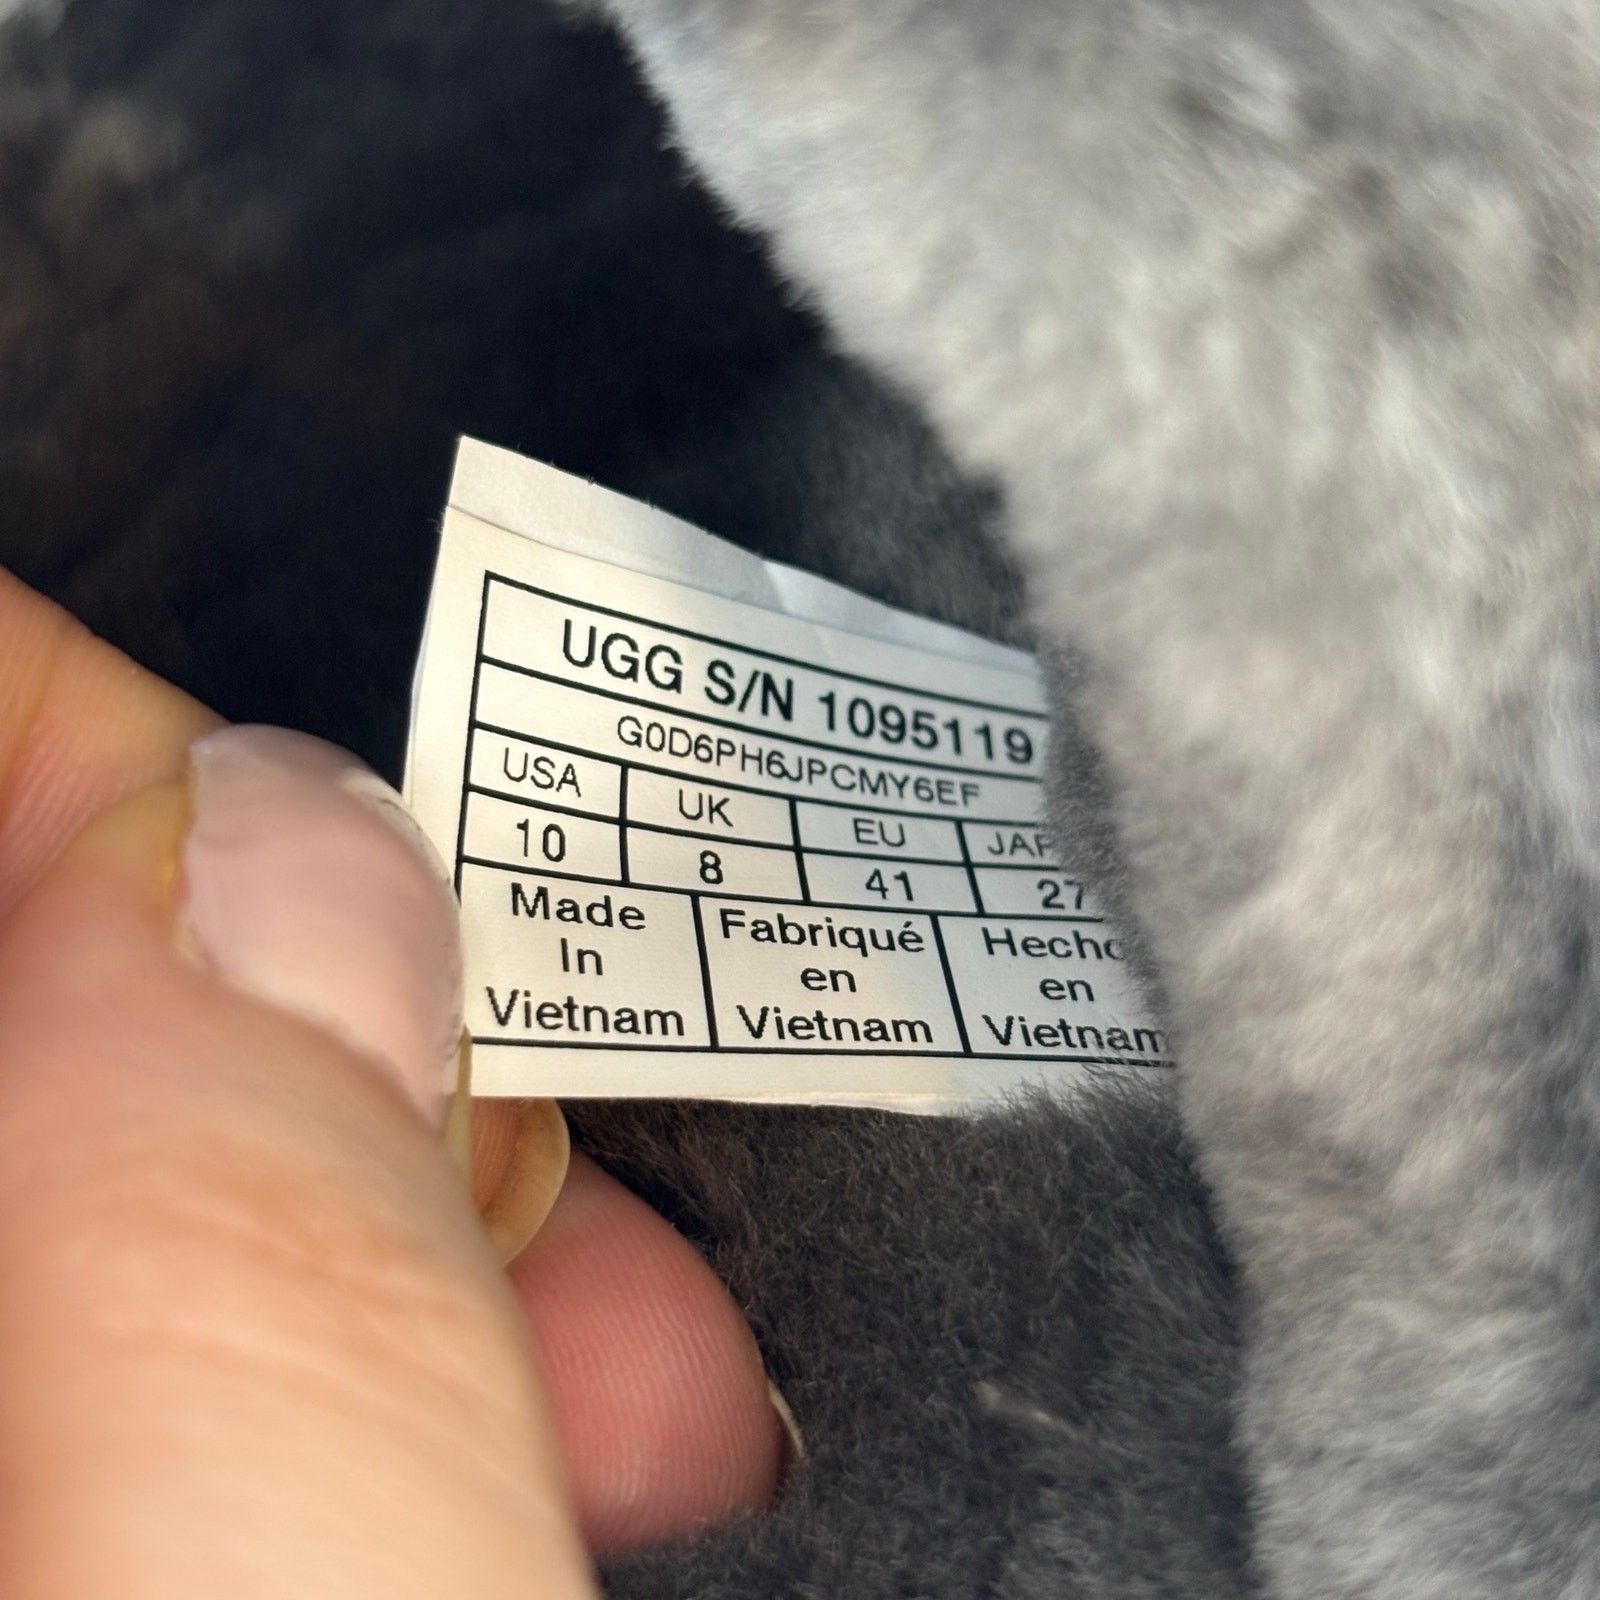 UGG S/N 1095119
G0D6PH6JPCMY6EF
USA UK EU
10 8 41 27
Made Fabriqué
In en en
Vietnam Vietnam Vietnam